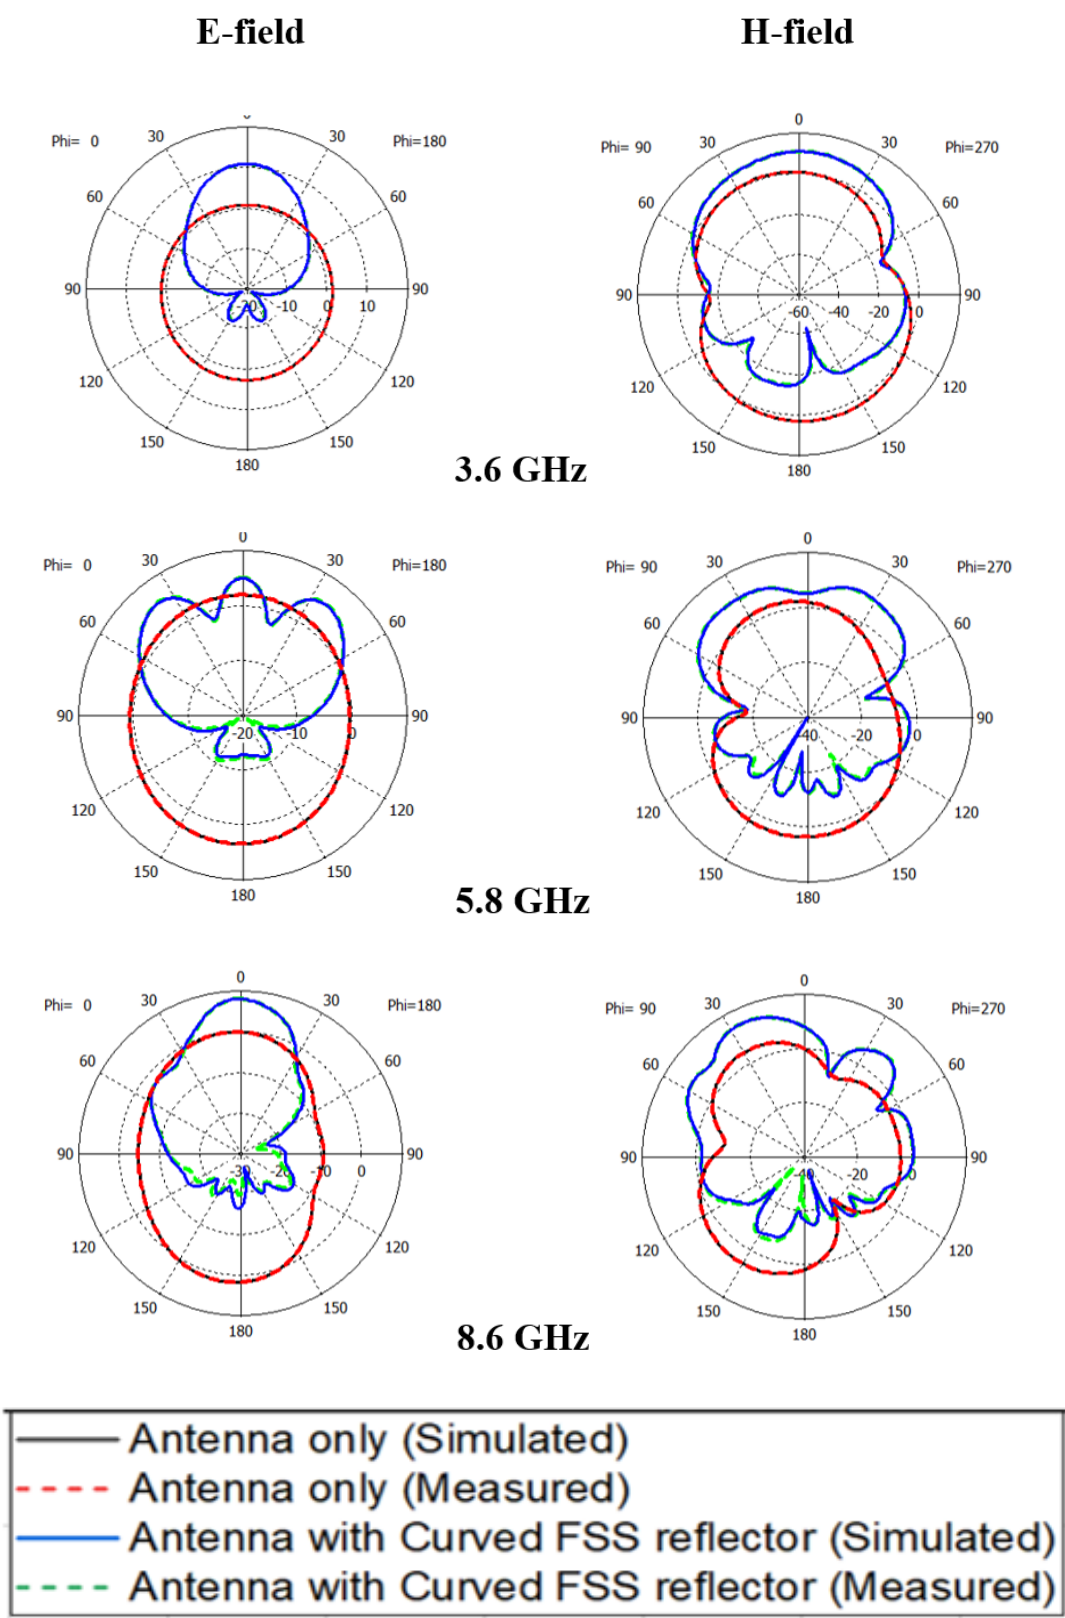 E-field H-field
0
Phi= 0 30 30 Phi=180
60 60
90 -20 -10 0 10 90
120 120
150 150
180
0
Phi= 90 30 30 Phi=270
60 60
90 -60 -40 -20 0 90
120 120
150 150
180
3.6 GHz
0
Phi= 0 30 30 Phi=180
60 60
90 -20 -10 0 90
120 120
150 150
180
0
Phi= 90 30 30 Phi=270
60 60
90 -40 -20 0 90
120 120
150 150
180
5.8 GHz
0
Phi= 0 30 30 Phi=180
60 60
90 -30 -20 -10 0 90
120 120
150 150
180
0
Phi= 90 30 30 Phi=270
60 60
90 -40 -20 0 90
120 120
150 150
180
8.6 GHz
Antenna only (Simulated)
Antenna only (Measured)
Antenna with Curved FSS reflector (Simulated)
Antenna with Curved FSS reflector (Measured)